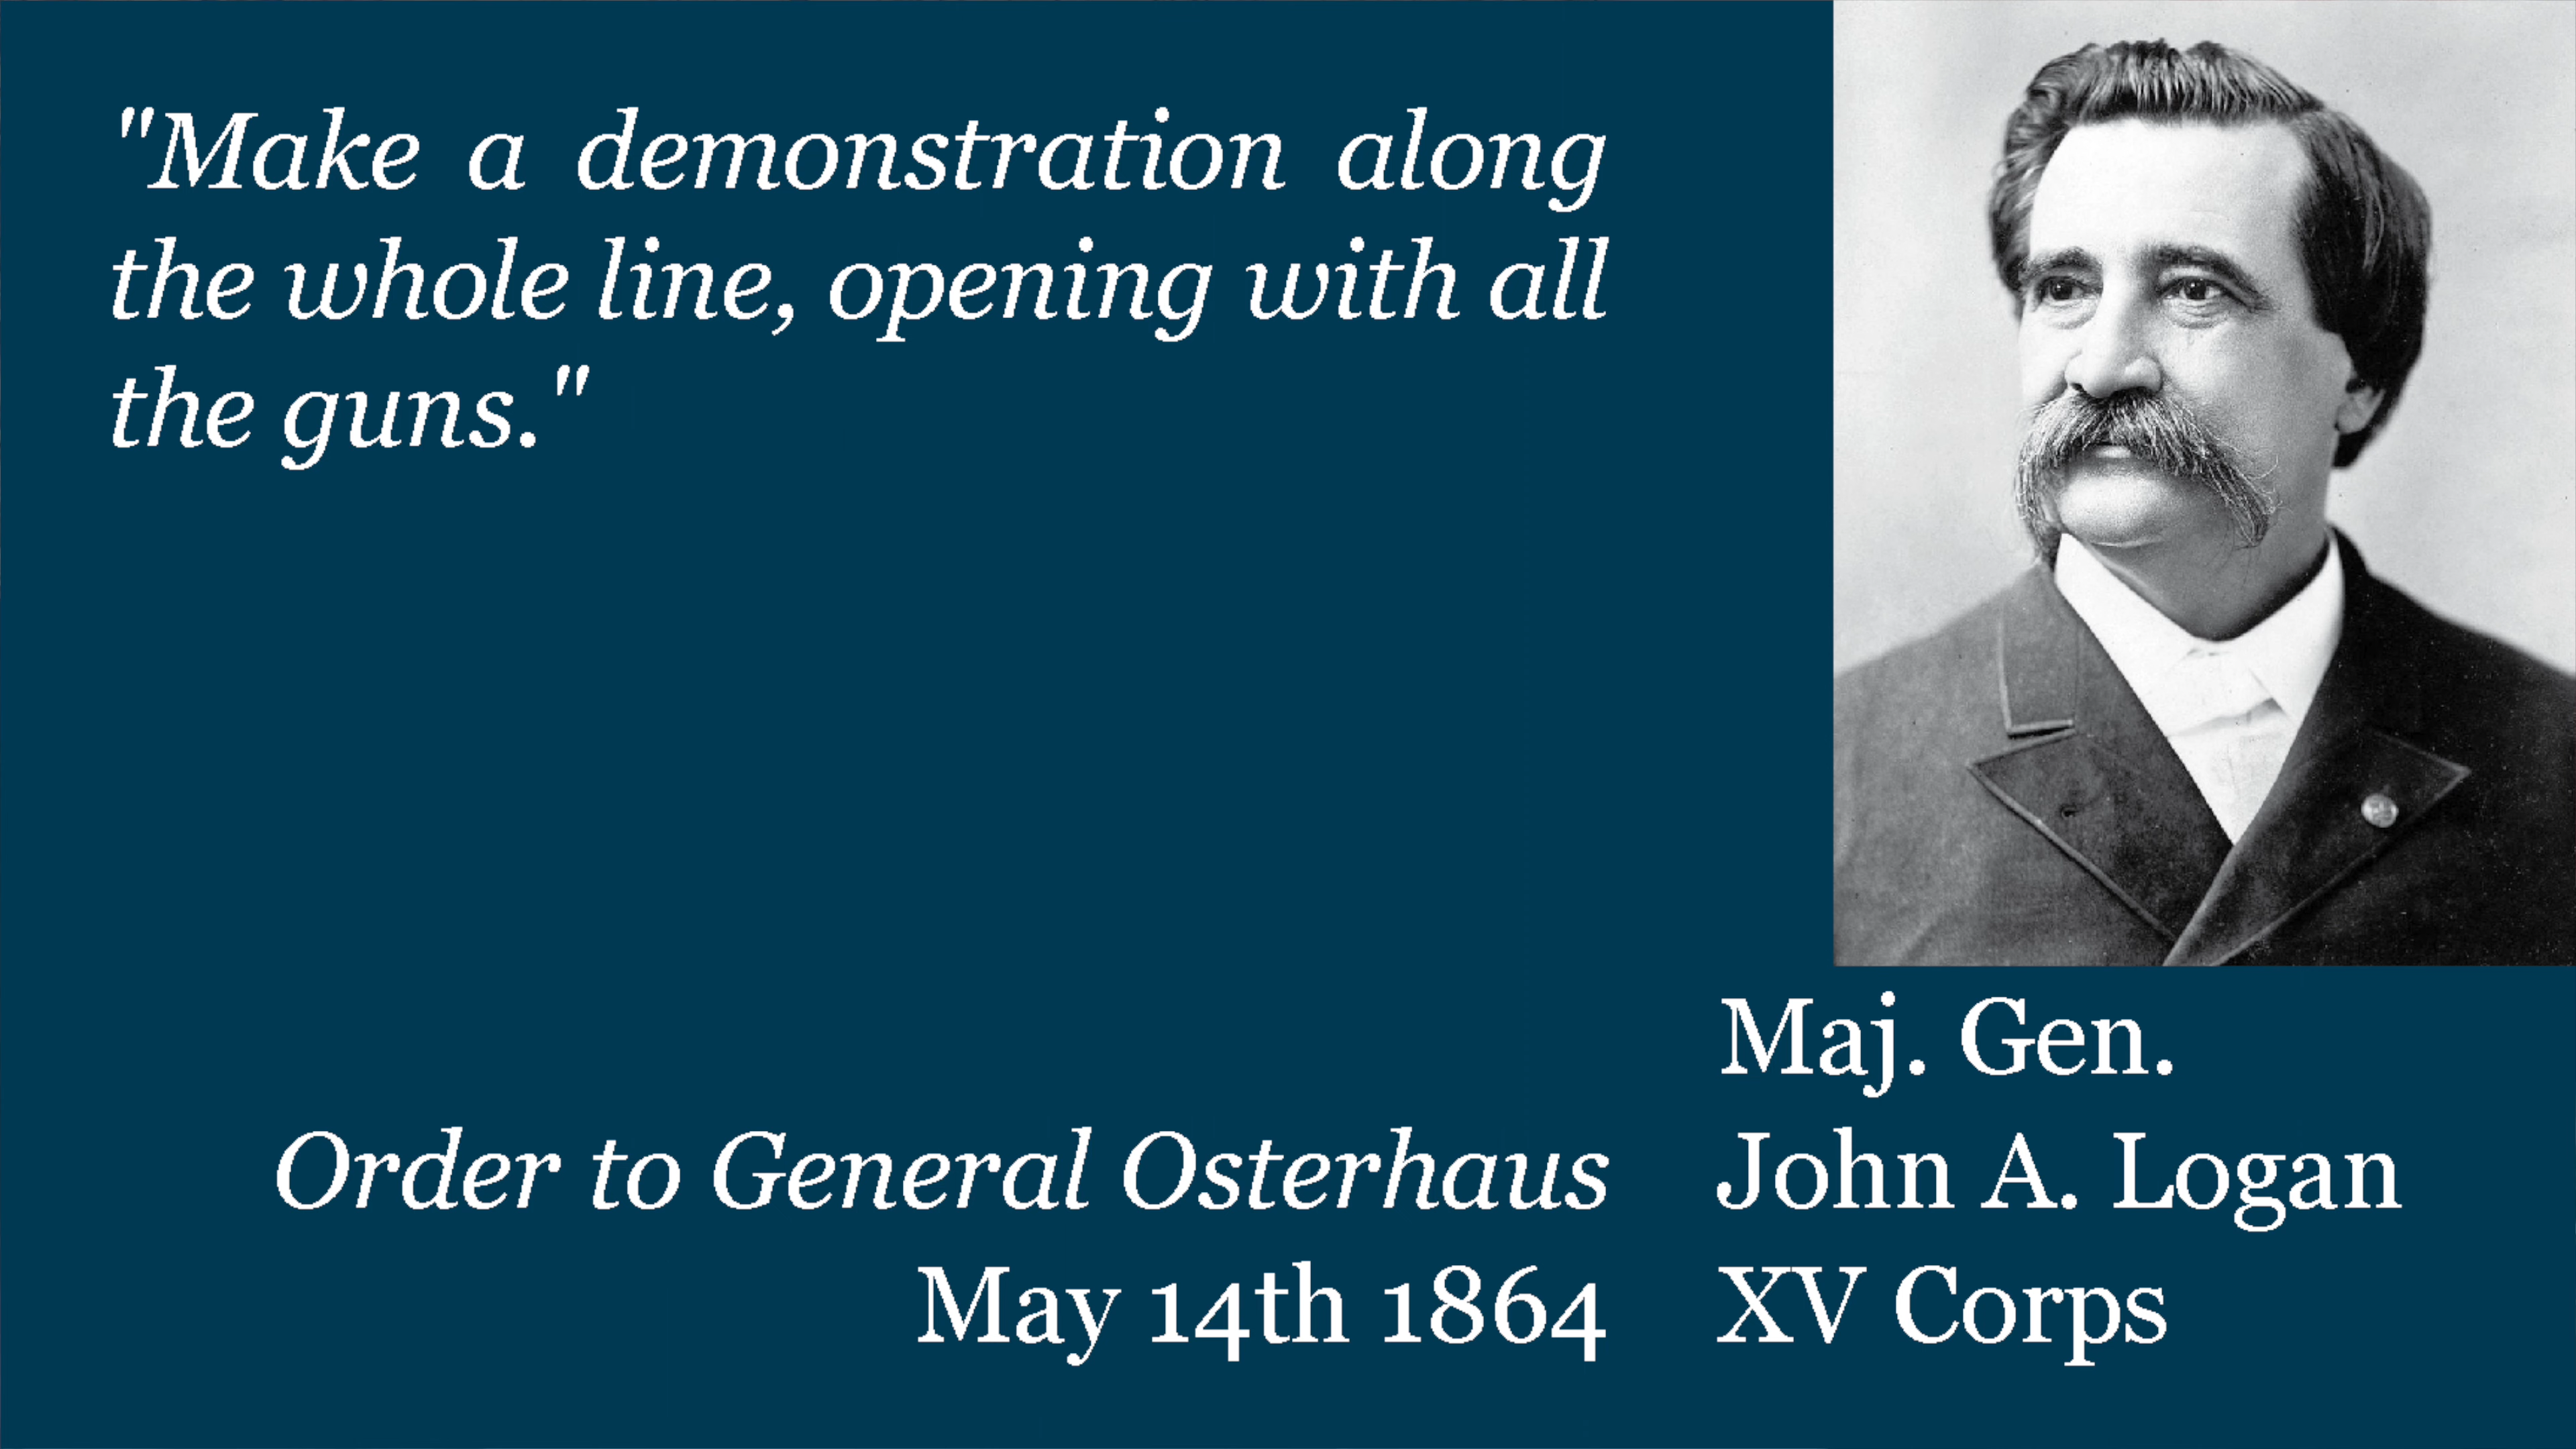 "Make a demonstration along
the whole line, opening with all
the guns."
Order to General Osterhaus
May 14th 1864
Maj. Gen.
John A. Logan
XV Corps